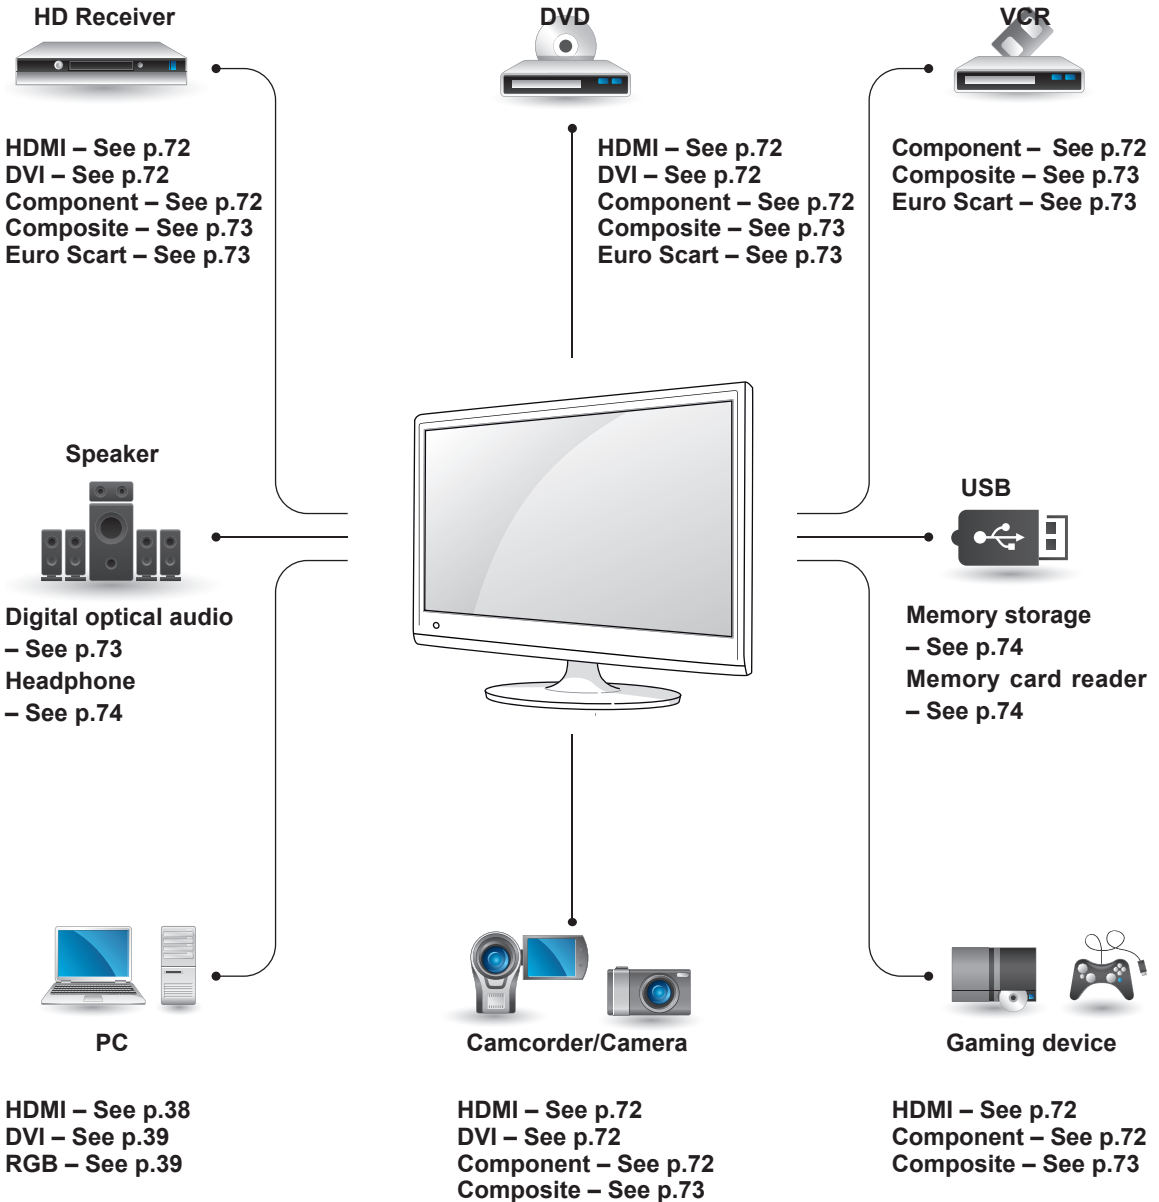 HD Receiver
HDMI – See p.72
DVI – See p.72
Component – See p.72
Composite – See p.73
Euro Scart – See p.73
DVD
HDMI – See p.72
DVI – See p.72
Component – See p.72
Composite – See p.73
Euro Scart – See p.73
VCR
Component – See p.72
Composite – See p.73
Euro Scart – See p.73
Speaker
Digital optical audio
– See p.73
Headphone
– See p.74
USB
Memory storage
– See p.74
Memory card reader
– See p.74
PC
HDMI – See p.38
DVI – See p.39
RGB – See p.39
Camcorder/Camera
HDMI – See p.72
DVI – See p.72
Component – See p.72
Composite – See p.73
Gaming device
HDMI – See p.72
Component – See p.72
Composite – See p.73